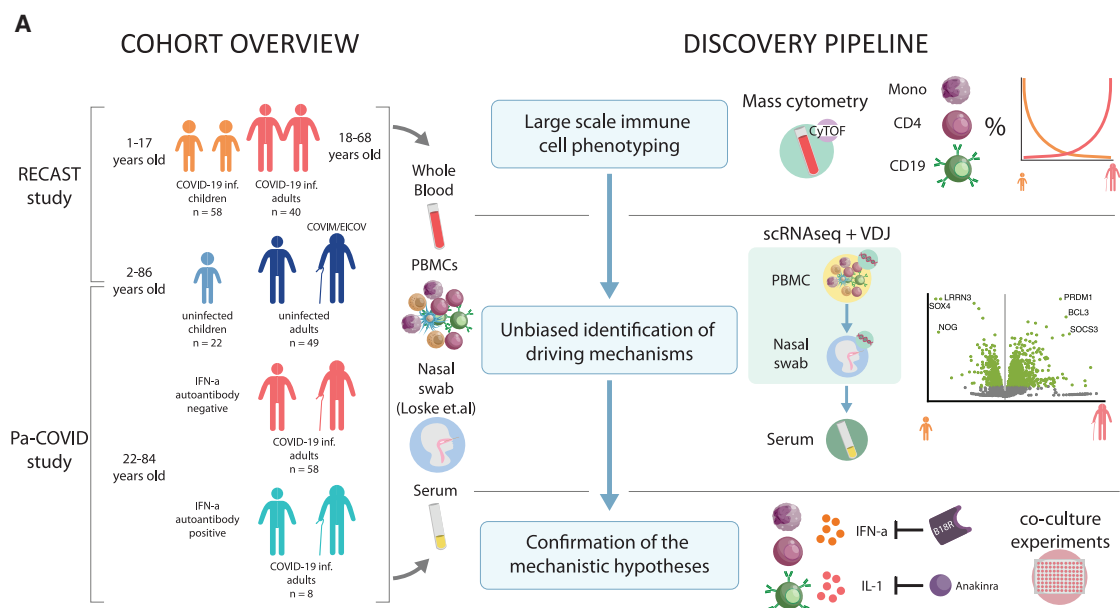 A
COHORT OVERVIEW
RECAST
study
1-17
years old
18-68
years old
COVID-19 inf.
children
n = 58
COVID-19 inf.
adults
n = 40
2-86
years old
COVIM/EICOV
uninfected
children
n = 22
uninfected
adults
n = 49
Pa-COVID
study
22-84
years old
IFN-a
autoantibody
negative
COVID-19 inf.
adults
n = 58
IFN-a
autoantibody
positive
COVID-19 inf.
adults
n = 8
Whole
Blood
PBMCs
Nasal
swab
(Loske et.al)
Serum
DISCOVERY PIPELINE
Large scale immune
cell phenotyping
Mass cytometry
CyTOF
Mono
CD4
CD19
%
Unbiased identification of
driving mechanisms
scRNAseq + VDJ
PBMC
Nasal
swab
Serum
LRRN3
SOX4
NOG
PRDM1
BCL3
SOCS3
Confirmation of the
mechanistic hypotheses
IFN-a
B18R
IL-1
Anakinra
co-culture
experiments